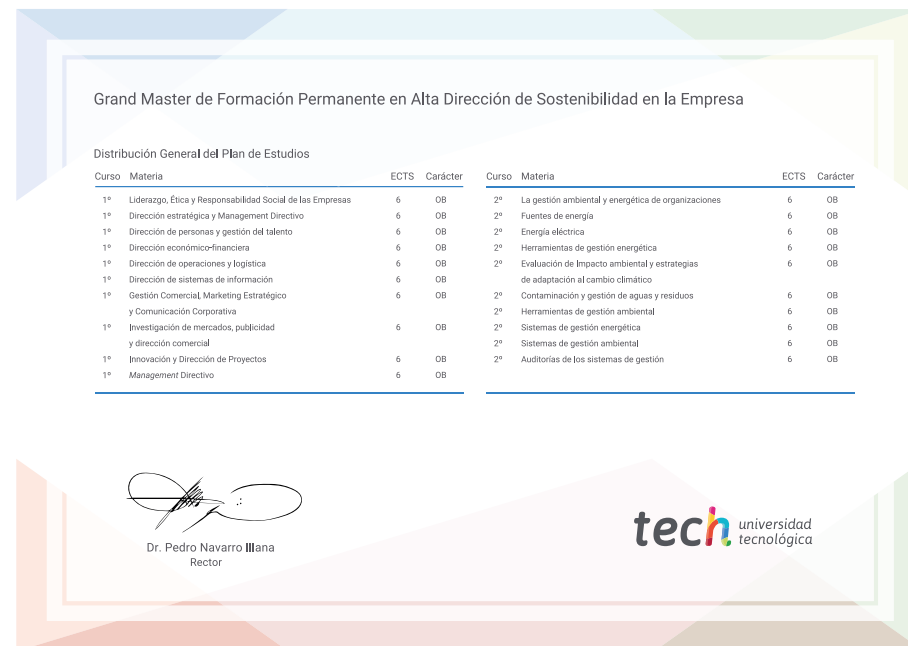 Grand Master de Formación Permanente en Alta Dirección de Sostenibilidad en la Empresa
Distribución General del Plan de Estudios
Curso Materia ECTS Carácter
1º Liderazgo, Ética y Responsabilidad Social de las Empresas 6 OB
1º Dirección estratégica y Management Directivo 6 OB
1º Dirección de personas y gestión del talento 6 OB
1º Dirección económico-financiera 6 OB
1º Dirección de operaciones y logística 6 OB
1º Dirección de sistemas de información 6 OB
1º Gestión Comercial, Marketing Estratégico 6 OB
y Comunicación Corporativa
1º Investigación de mercados, publicidad 6 OB
y dirección comercial
1º Innovación y Dirección de Proyectos 6 OB
1º Management Directivo 6 OB
Curso Materia ECTS Carácter
2º La gestión ambiental y energética de organizaciones 6 OB
2º Fuentes de energía 6 OB
2º Energía eléctrica 6 OB
2º Herramientas de gestión energética 6 OB
2º Evaluación de Impacto ambiental y estrategias 6 OB
de adaptación al cambio climático
2º Contaminación y gestión de aguas y residuos 6 OB
2º Herramientas de gestión ambiental 6 OB
2º Sistemas de gestión energética 6 OB
2º Sistemas de gestión ambiental 6 OB
2º Auditorías de los sistemas de gestión 6 OB
Dr. Pedro Navarro Illana
Rector
tech universidad
tecnológica